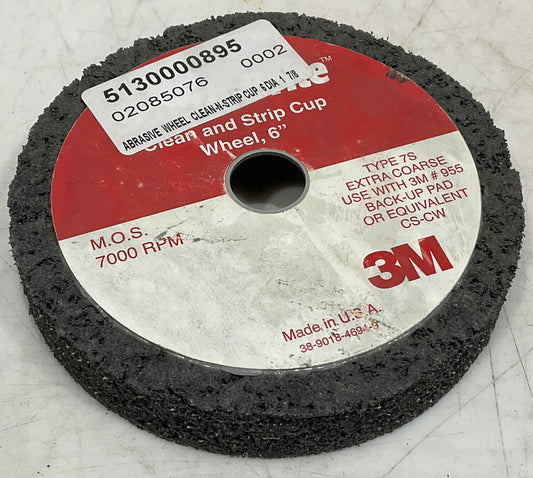 5130000895
02085076 0002
ABRASIVE WHEEL CLEAN-N-STRIP CUP 6 DIA 1 7/8
™
Clean and Strip Cup
Wheel, 6"
TYPE 7S
EXTRA COARSE
USE WITH 3M # 955
BACK-UP PAD
OR EQUIVALENT
CS-CW
M.O.S.
7000 RPM
3M
Made in U.S.A.